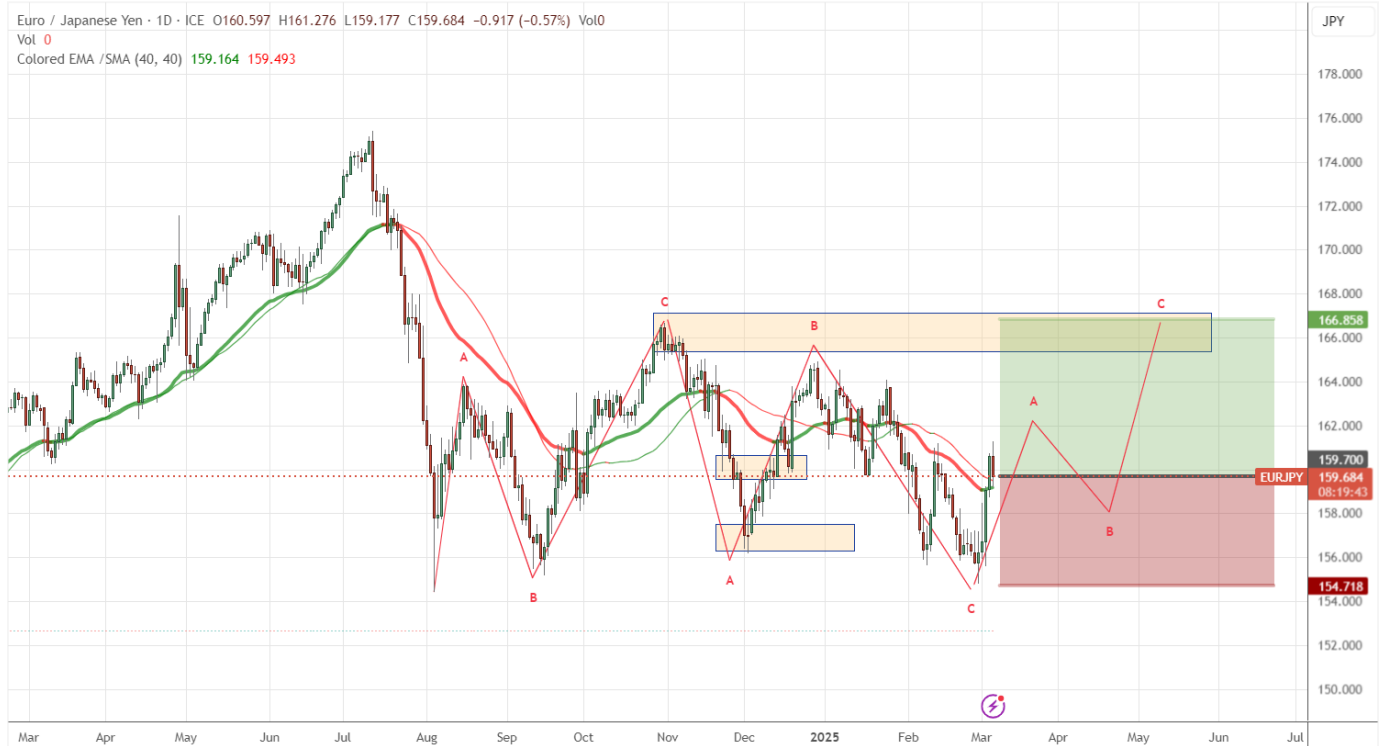 Euro / Japanese Yen · 1D · ICE O160.597 H161.276 L159.177 C159.684 −0.917 (−0.57%) Vol0
Vol 0
Colored EMA /SMA (40, 40) 159.164 159.493
JPY
178.000
176.000
174.000
172.000
170.000
168.000
166.858
166.000
164.000
162.000
159.700
EURJPY 159.684
08:19:43
158.000
156.000
154.718
154.000
152.000
150.000
C
C
B
A
A
B
A
B
C
Mar Apr May Jun Jul Aug Sep Oct Nov Dec 2025 Feb Mar Apr May Jun Jul